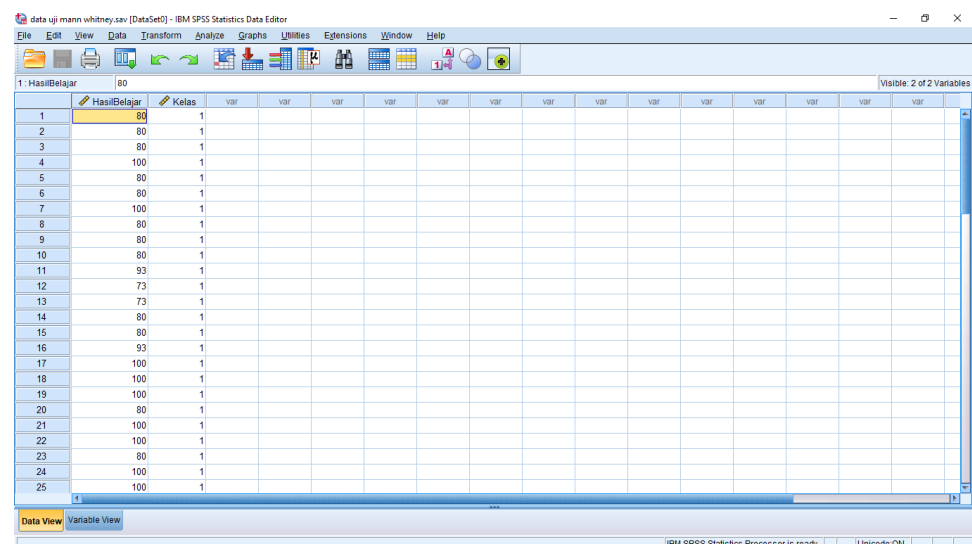 data uji mann whitney.sav [DataSet0] - IBM SPSS Statistics Data Editor
File Edit View Data Transform Analyze Graphs Utilities Extensions Window Help
1 : HasilBelajar 80 Visible: 2 of 2 Variables
HasilBelajar Kelas var var var var var var var var var var var var var var
1 80 1
2 80 1
3 80 1
4 100 1
5 80 1
6 80 1
7 100 1
8 80 1
9 80 1
10 80 1
11 93 1
12 73 1
13 73 1
14 80 1
15 80 1
16 93 1
17 100 1
18 100 1
19 100 1
20 80 1
21 100 1
22 100 1
23 80 1
24 100 1
25 100 1
Data View Variable View
IBM SPSS Statistics Processor is ready Unicode:ON